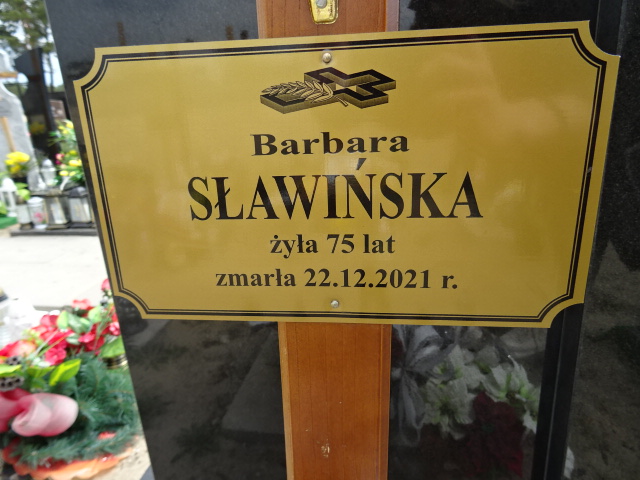 Barbara
SŁAWIŃSKA
żyła 75 lat
zmarła 22.12.2021 r.